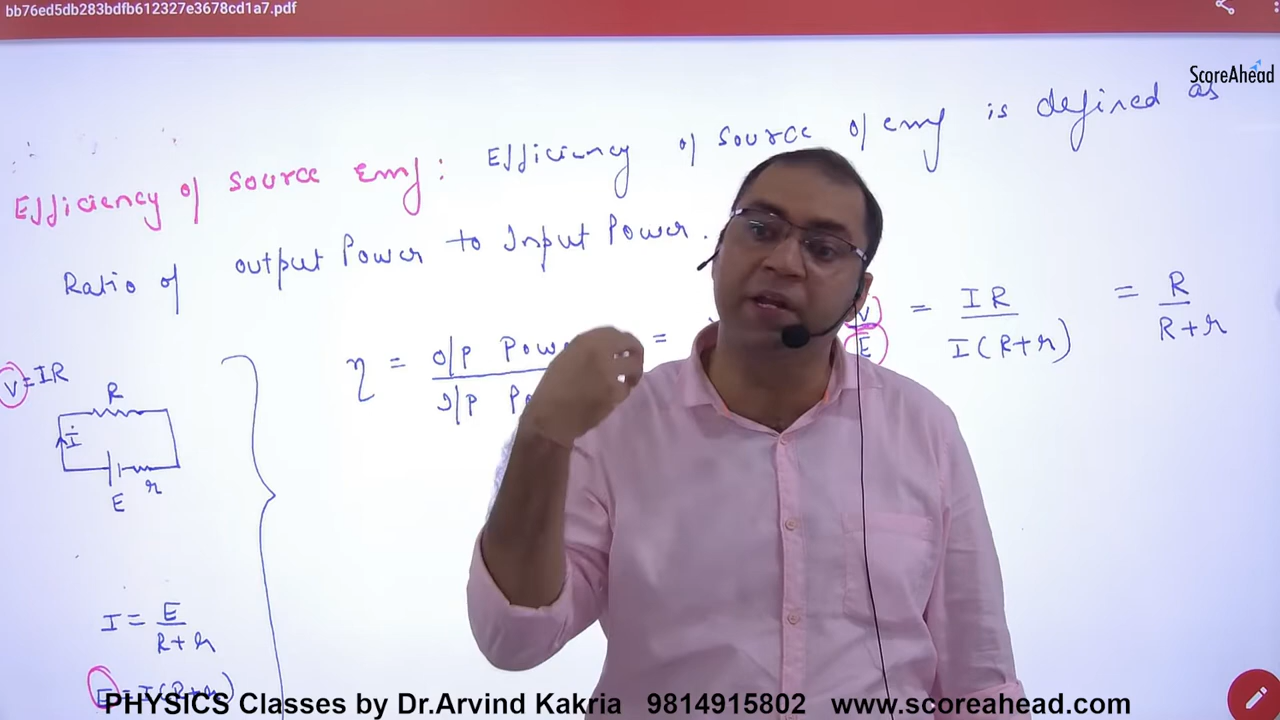 bb76ed5db283bdfb612327e3678cd1a7.pdf
ScoreAhead
Efficiency of Source Emf : Efficiency of Source of emf is defined as
Ratio of output Power to Input Power.
η = O/P Pow = V/E = IR/I(R+r) = R/R+r
I/P Po
V=IR
R
I
r
E
I = E/R+r
E = I(R+r)
PHYSICS Classes by Dr.Arvind Kakria 9814915802 www.scoreahead.com